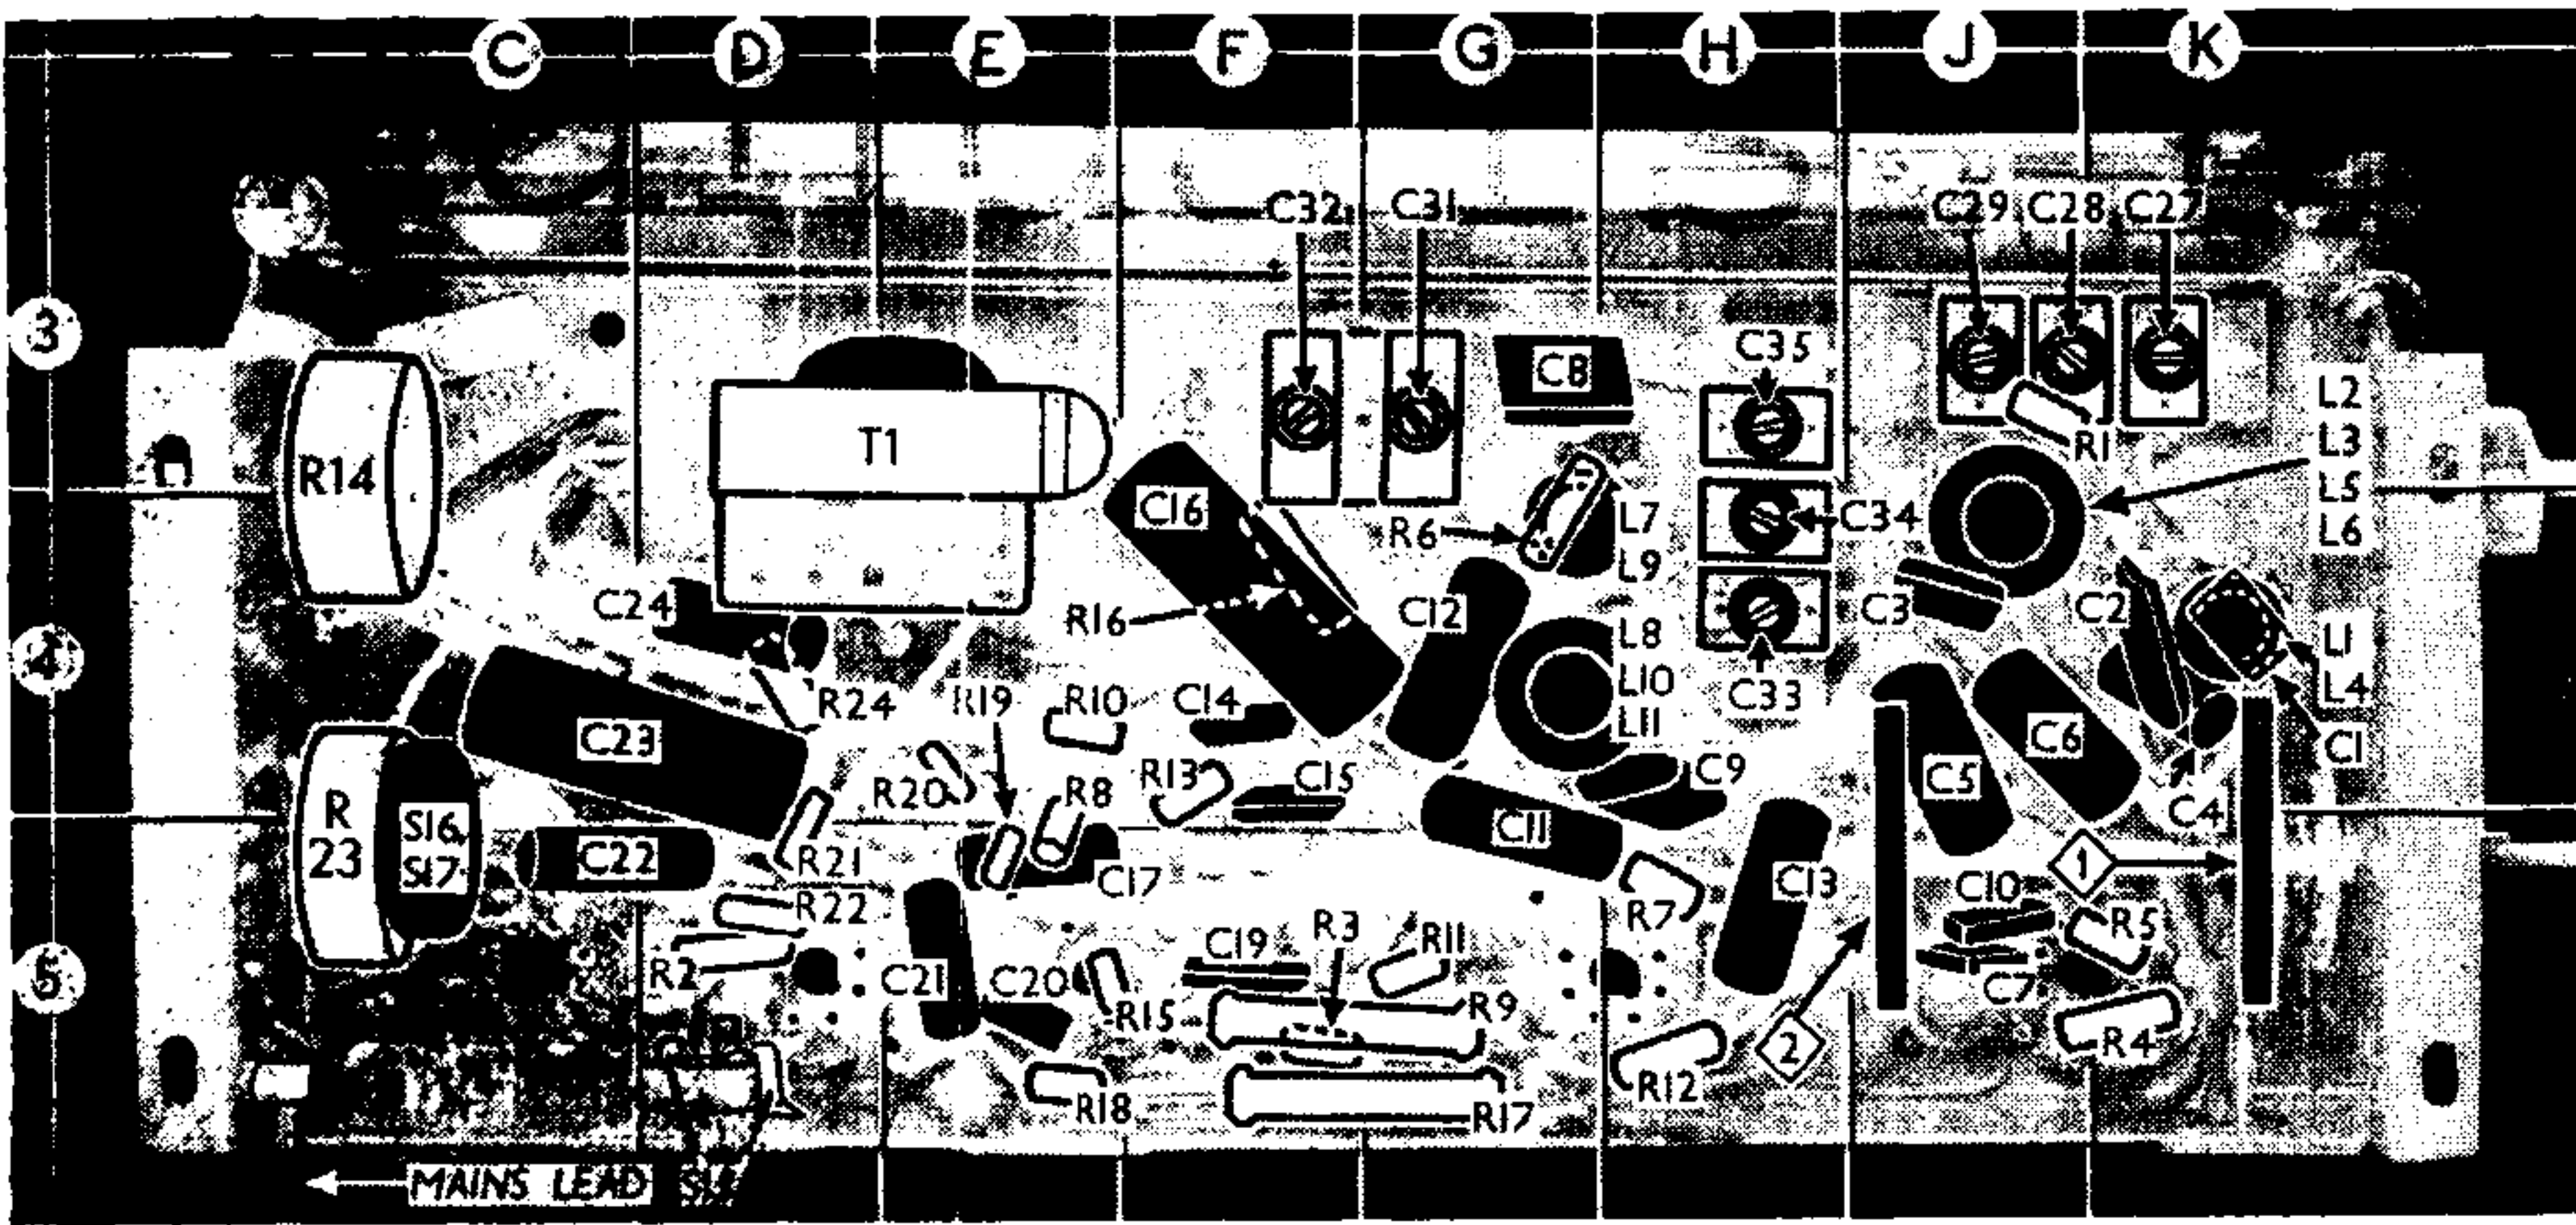 C D E F G H J K
C32 C31 C29 C28 C27
3
C35
C8
L2
L3
L5
L6
R14
T1
R1
C16
R6
L7
L9
C34
C24
R16
C12
C3
C2
4
L8
L10
L11
C33
L1
L4
R24
R19
R10
C14
C23
C6
C1
R20
R8
R13
C15
C9
C5
C4
R
23
S16
S17
C22
R21
C17
C11
C13
1
R22
R7
C10
R5
R2
C21
C20
C19
R3
R11
5
C7
R15
R9
2
R4
R18
R17
R12
MAINS LEAD